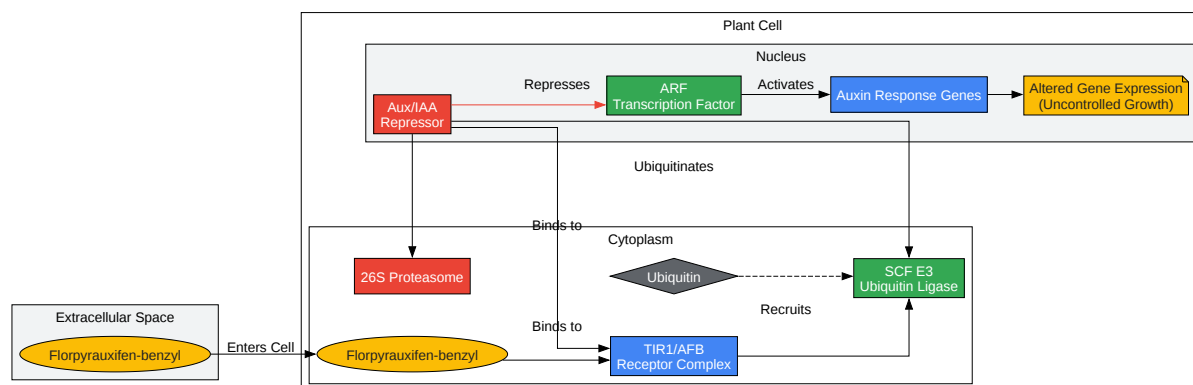 Plant Cell
Nucleus
Represses
ARF
Transcription Factor
Activates
Auxin Response Genes
Altered Gene Expression
(Uncontrolled Growth)
Aux/IAA
Repressor
Ubiquitinates
Binds to
Cytoplasm
26S Proteasome
Ubiquitin
SCF E3
Ubiquitin Ligase
Recruits
Extracellular Space
Florpyrauxifen-benzyl
Enters Cell
Florpyrauxifen-benzyl
Binds to
TIR1/AFB
Receptor Complex